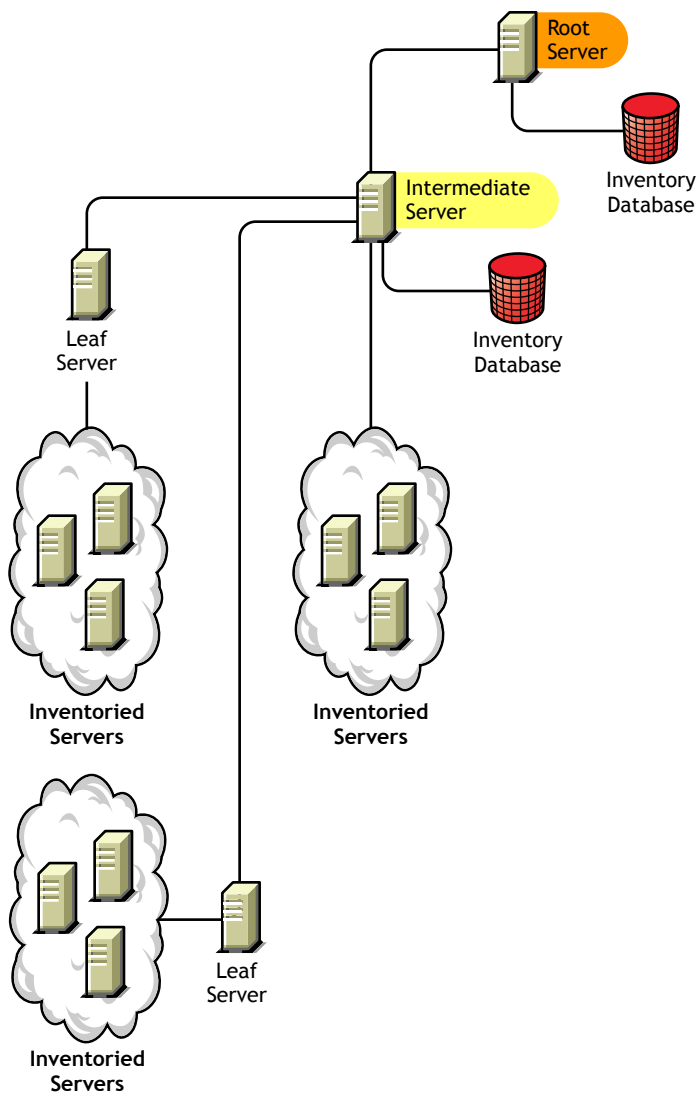 Root
Server
Inventory
Database
Intermediate
Server
Inventory
Database
Leaf
Server
Inventoried
Servers
Inventoried
Servers
Leaf
Server
Inventoried
Servers